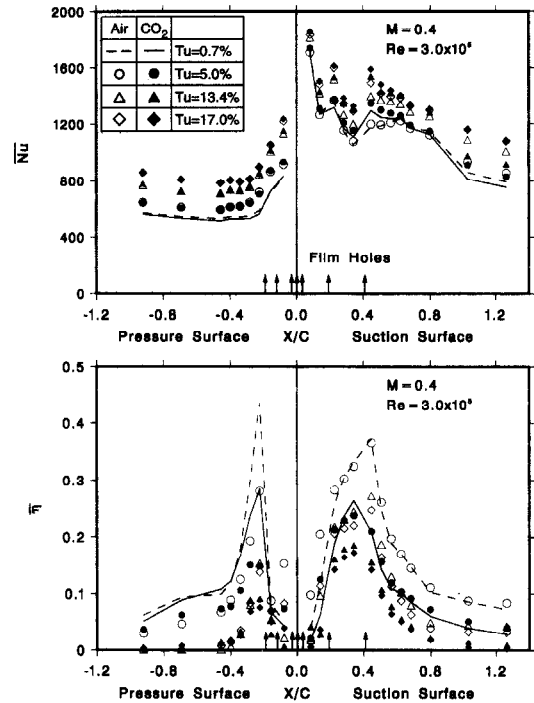 Air CO2
Tu=0.7%
Tu=5.0%
Tu=13.4%
Tu=17.0%
M=0.4
Re=3.0x10⁵
2000
1600
1200
800
400
0
Nu
Film Holes
-1.2 -0.8 -0.4 0.0 0.4 0.8 1.2
Pressure Surface X/C Suction Surface
M=0.4
Re=3.0x10⁵
0.5
0.4
0.3
0.2
0.1
0
η
-1.2 -0.8 -0.4 0.0 0.4 0.8 1.2
Pressure Surface X/C Suction Surface